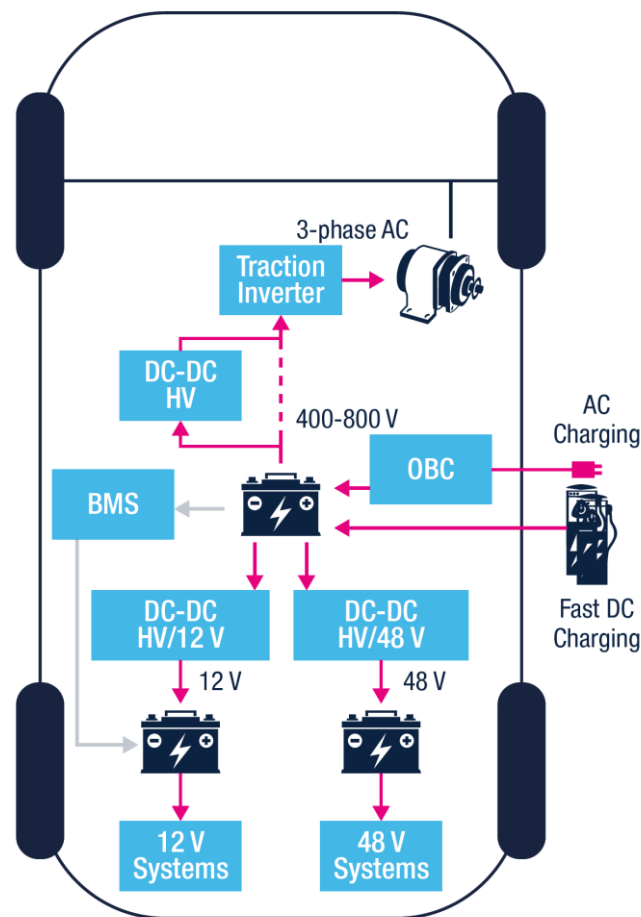 3-phase AC
Traction
Inverter
DC-DC
HV
400-800 V
AC
Charging
OBC
BMS
Fast DC
Charging
DC-DC
HV/12 V
DC-DC
HV/48 V
12 V
48 V
12 V
Systems
48 V
Systems